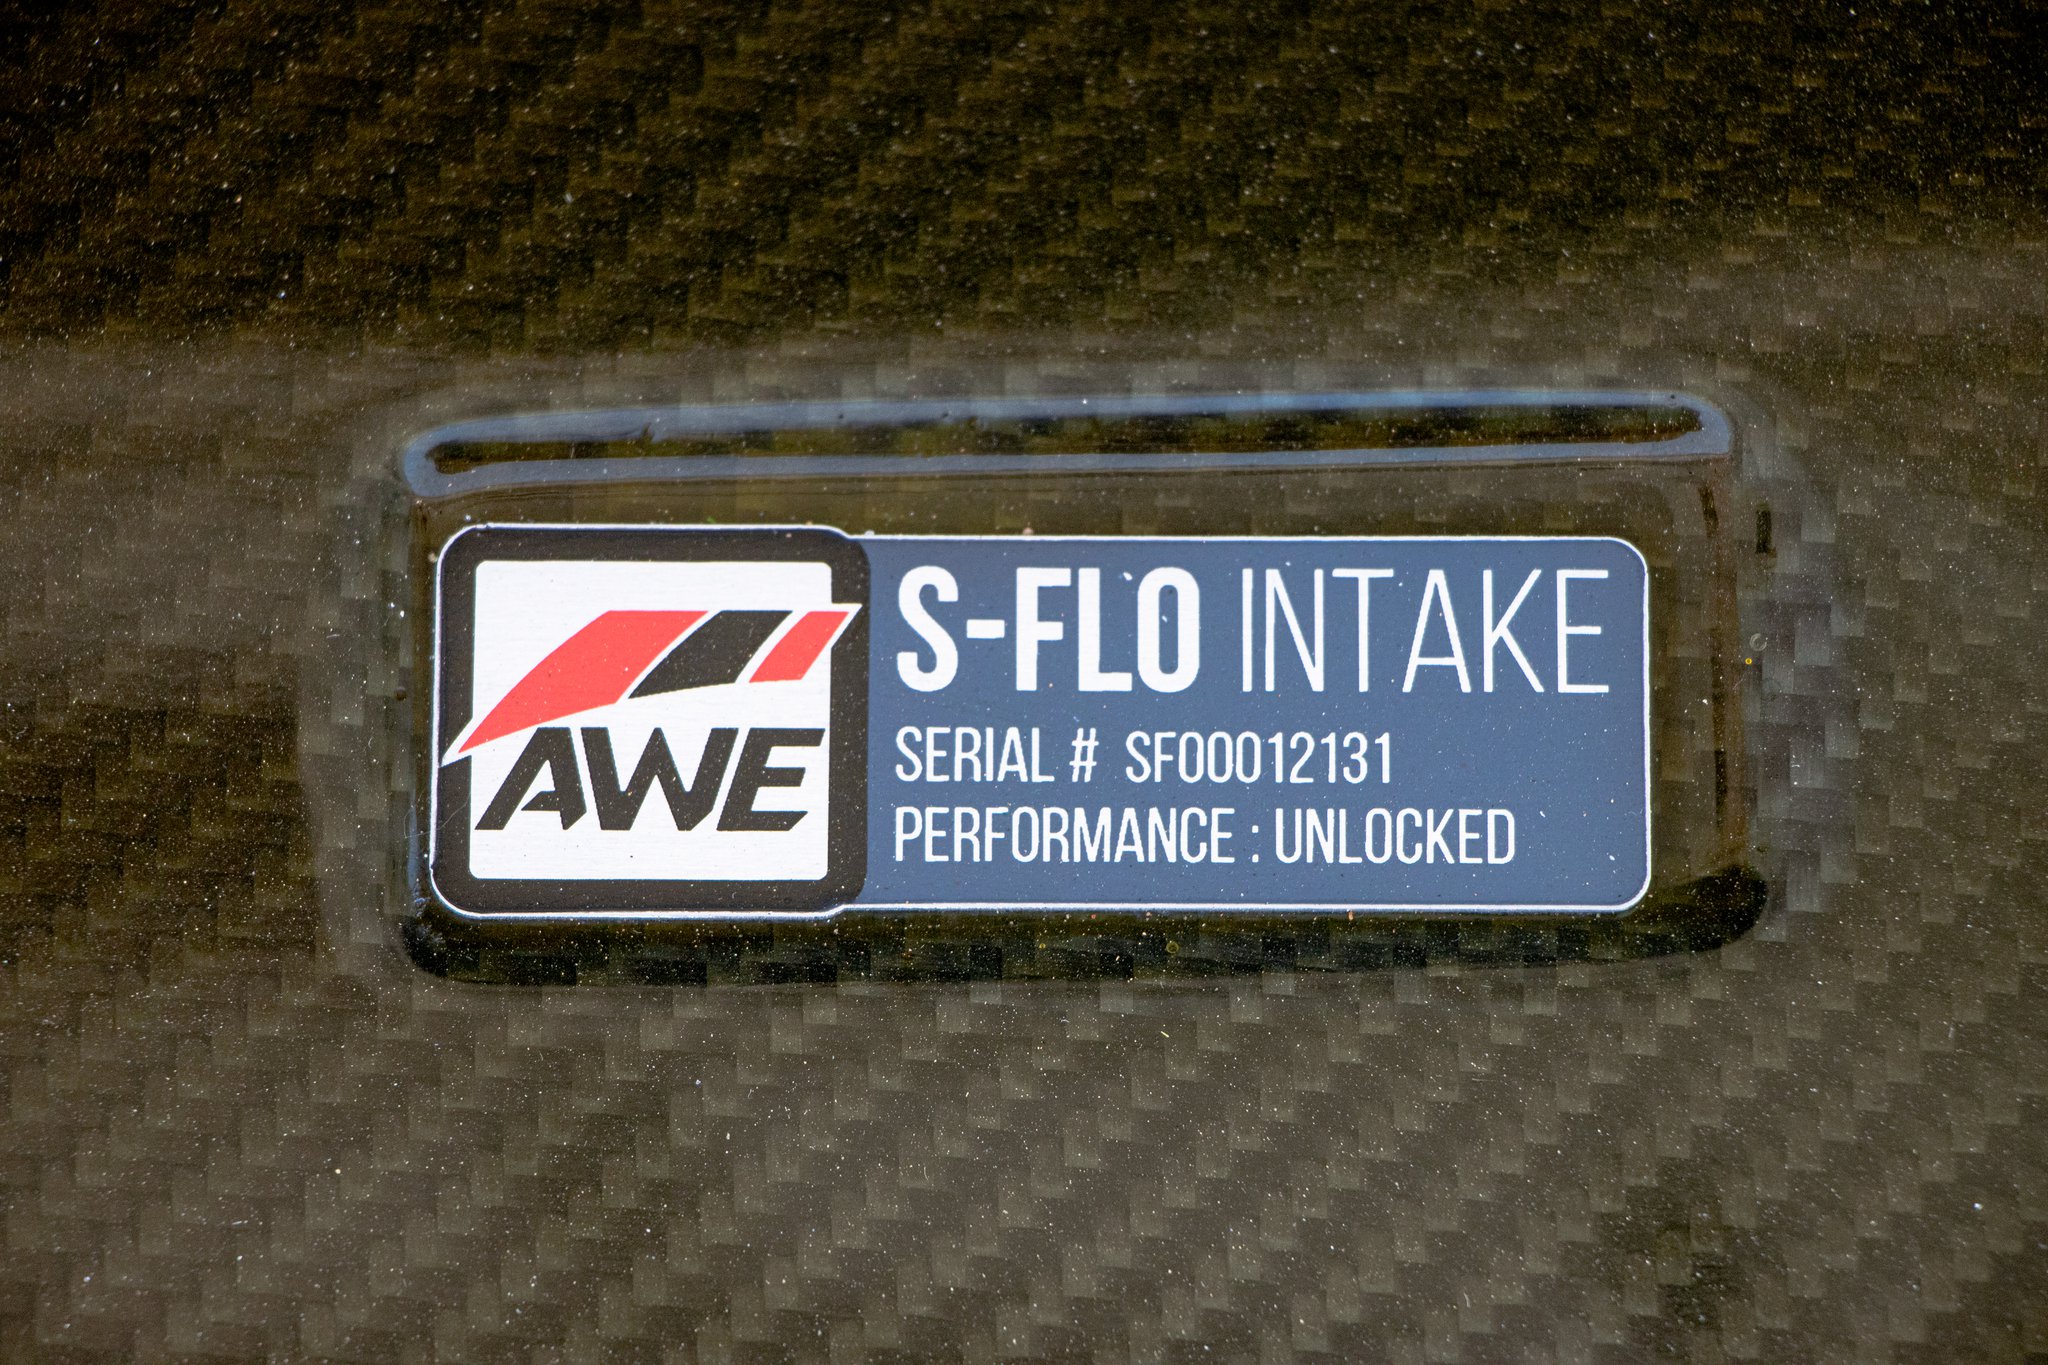 AWE
S-FLO INTAKE
SERIAL # SF00012131
PERFORMANCE : UNLOCKED